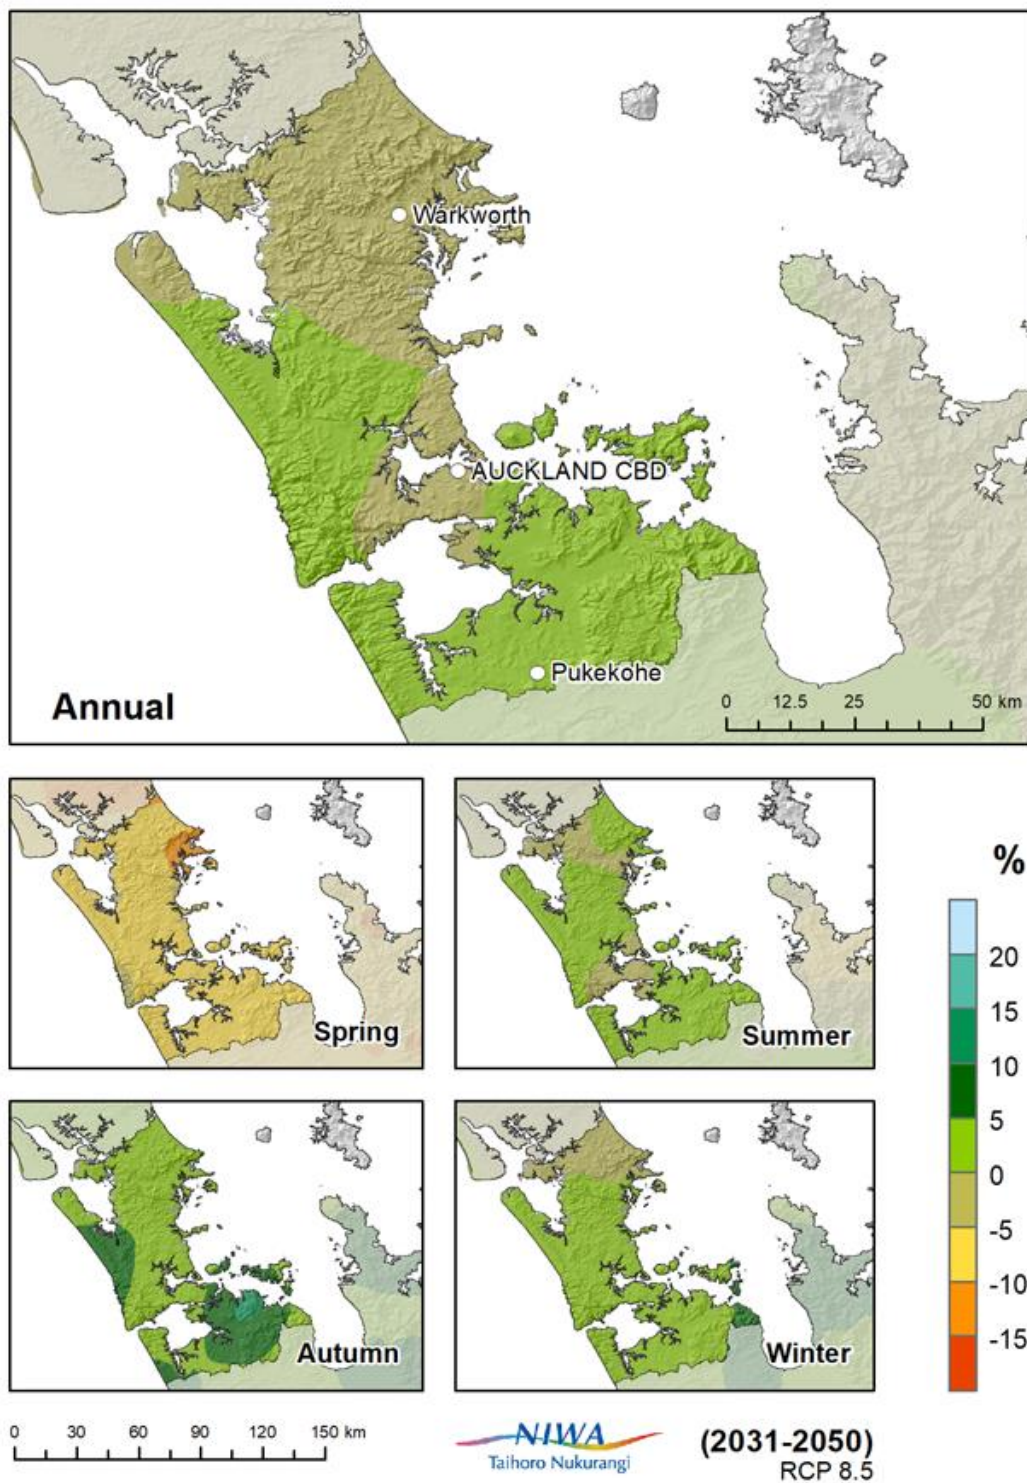 Warkworth
AUCKLAND CBD
Pukekohe
Annual
0 12.5 25 50 km
Spring
Summer
%
20
15
10
5
0
-5
-10
-15
Autumn
Winter
0 30 60 90 120 150 km
NIWA
Taihoro Nukurangi
(2031-2050)
RCP 8.5